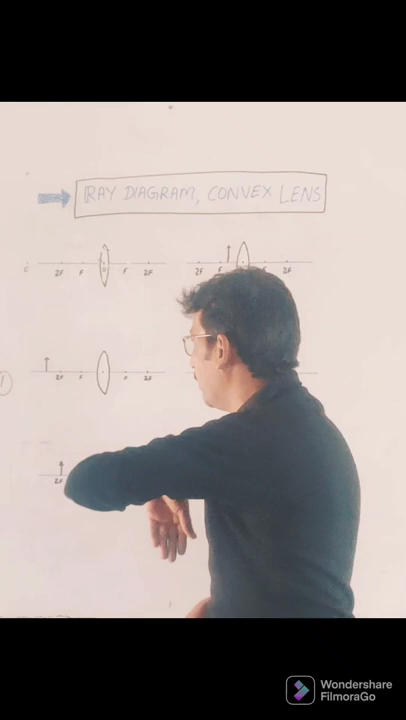 RAY DIAGRAM, CONVEX LENS
2F F F 2F
2F F 2F
2F F F 2F
2F
Wondershare
FilmoraGo